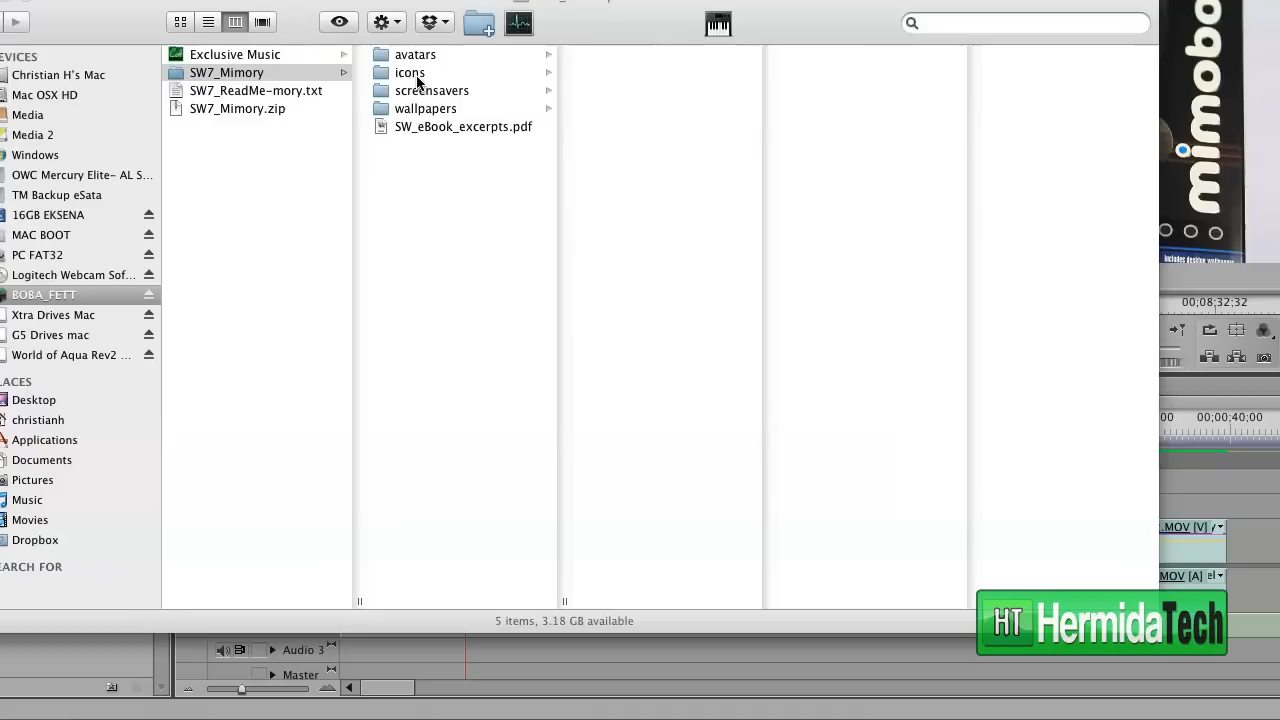 EVICES
Christian H's Mac
Mac OSX HD
Media
Media 2
Windows
OWC Mercury Elite- AL S...
TM Backup eSata
16GB EKSENA
MAC BOOT
PC FAT32
Logitech Webcam Sof...
BOBA_FETT
Xtra Drives Mac
G5 Drives mac
World of Aqua Rev2 ...
LACES
Desktop
christianh
Applications
Documents
Pictures
Music
Movies
Dropbox
EARCH FOR
Exclusive Music
SW7_Mimory
SW7_ReadMe-mory.txt
SW7_Mimory.zip
avatars
icons
screensavers
wallpapers
SW_eBook_excerpts.pdf
5 items, 3.18 GB available
mimobo
Includes desktop wallpapers
00;08;32;32
00 00;00;40;00
.MOV [V]
MOV [A]
HT HermidaTech
Audio 3
Master